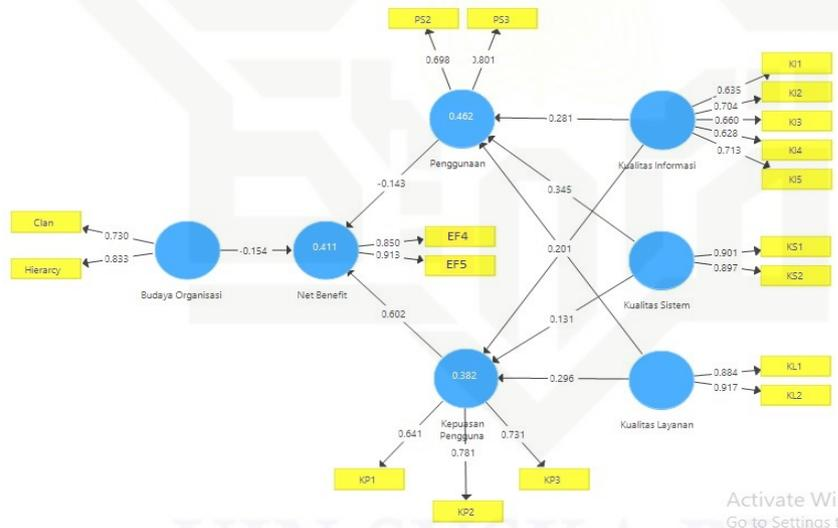 PS2 PS3
0.698 0.801
KI1
0.635
KI2
0.704
0.462 0.281 0.660 KI3
0.628
KI4
0.713
Penggunaan Kualitas Informasi
KI5
-0.143 0.345
Clan
0.730
EF4
0.850
-0.154 0.411 0.201 0.901 KS1
0.913
EF5
0.897 KS2
0.833
Hierarcy
Budaya Organisasi Net Benefit Kualitas Sistem
0.602 0.131
KL1
0.884
0.382 0.296
0.917 KL2
Kepuasan
Pengguna
Kualitas Layanan
0.641 0.731
0.781
KP1 KP3
KP2
Activate Wi
Go to Settings t